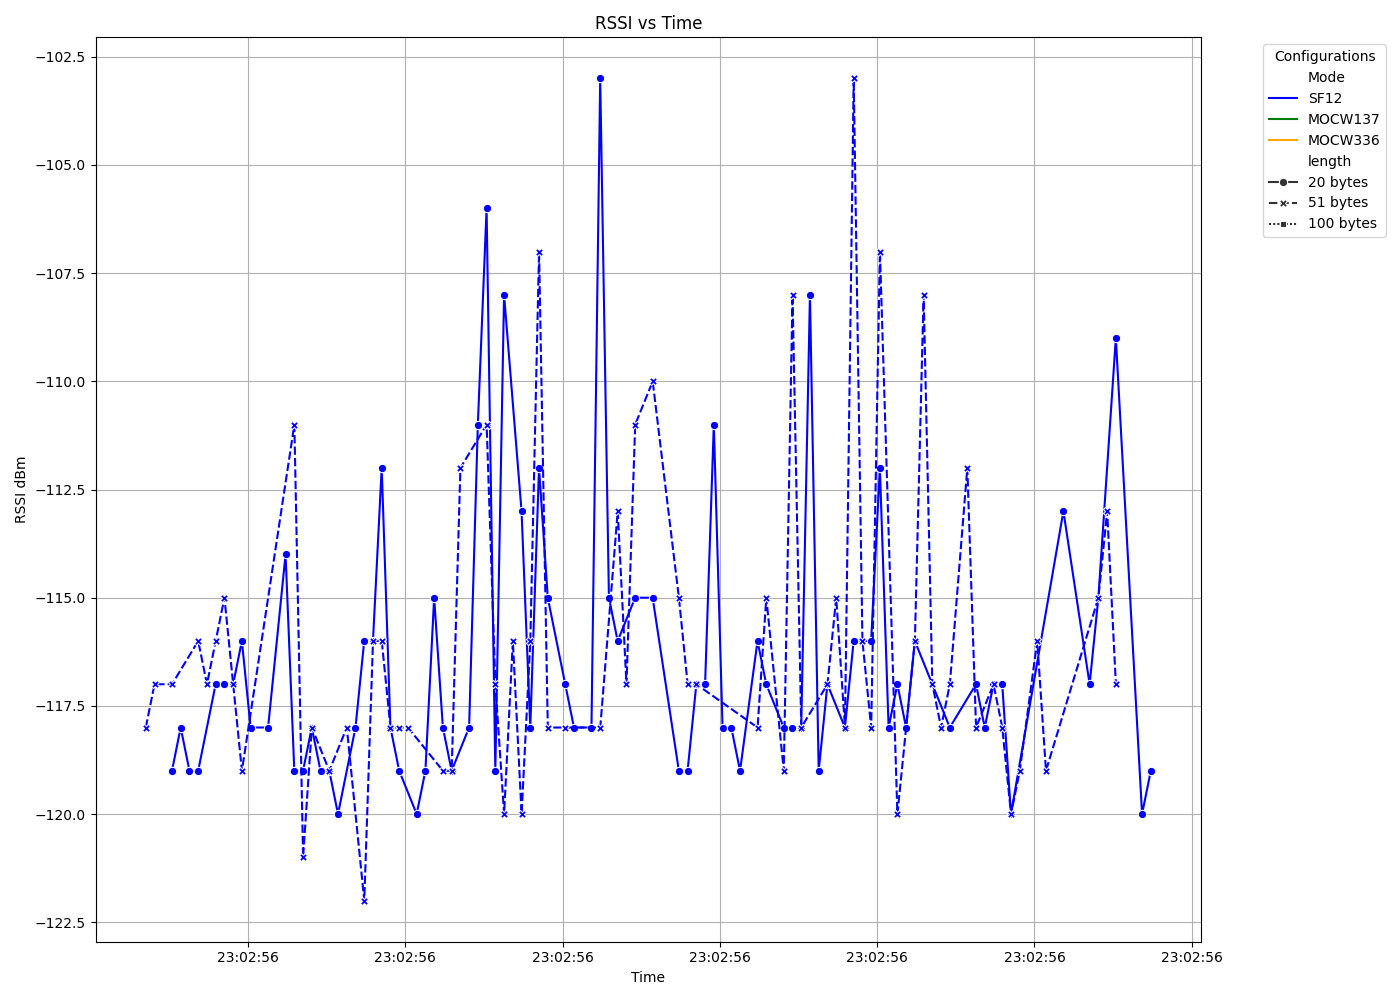 RSSI vs Time
−102.5
−105.0
−107.5
−110.0
−112.5
−115.0
−117.5
−120.0
−122.5
RSSI dBm
23:02:56 23:02:56 23:02:56 23:02:56 23:02:56 23:02:56 23:02:56
Time
Configurations
Mode
SF12
MOCW137
MOCW336
length
20 bytes
51 bytes
100 bytes